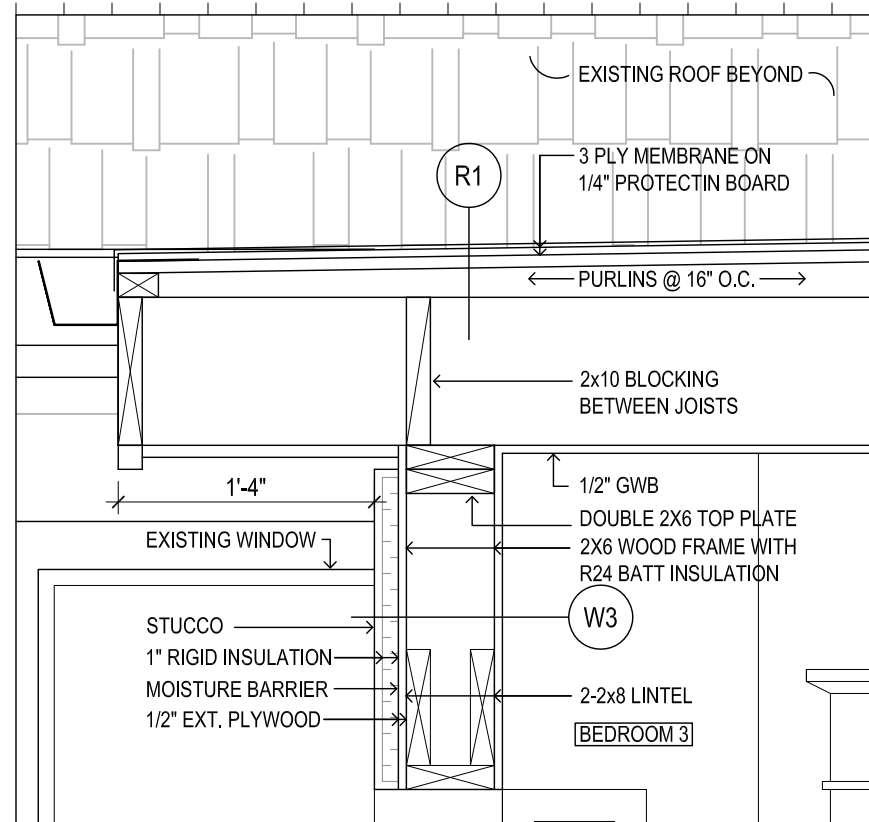 EXISTING ROOF BEYOND
3 PLY MEMBRANE ON
1/4" PROTECTIN BOARD
R1
PURLINS @ 16" O.C.
2x10 BLOCKING
BETWEEN JOISTS
1'-4"
1/2" GWB
DOUBLE 2X6 TOP PLATE
EXISTING WINDOW
2X6 WOOD FRAME WITH
R24 BATT INSULATION
W3
STUCCO
1" RIGID INSULATION
MOISTURE BARRIER
1/2" EXT. PLYWOOD
2-2x8 LINTEL
BEDROOM 3